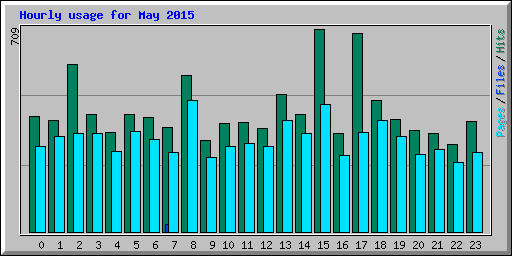 Hourly usage for May 2015
709
Pages / Files / Hits
0 1 2 3 4 5 6 7 8 9 10 11 12 13 14 15 16 17 18 19 20 21 22 23